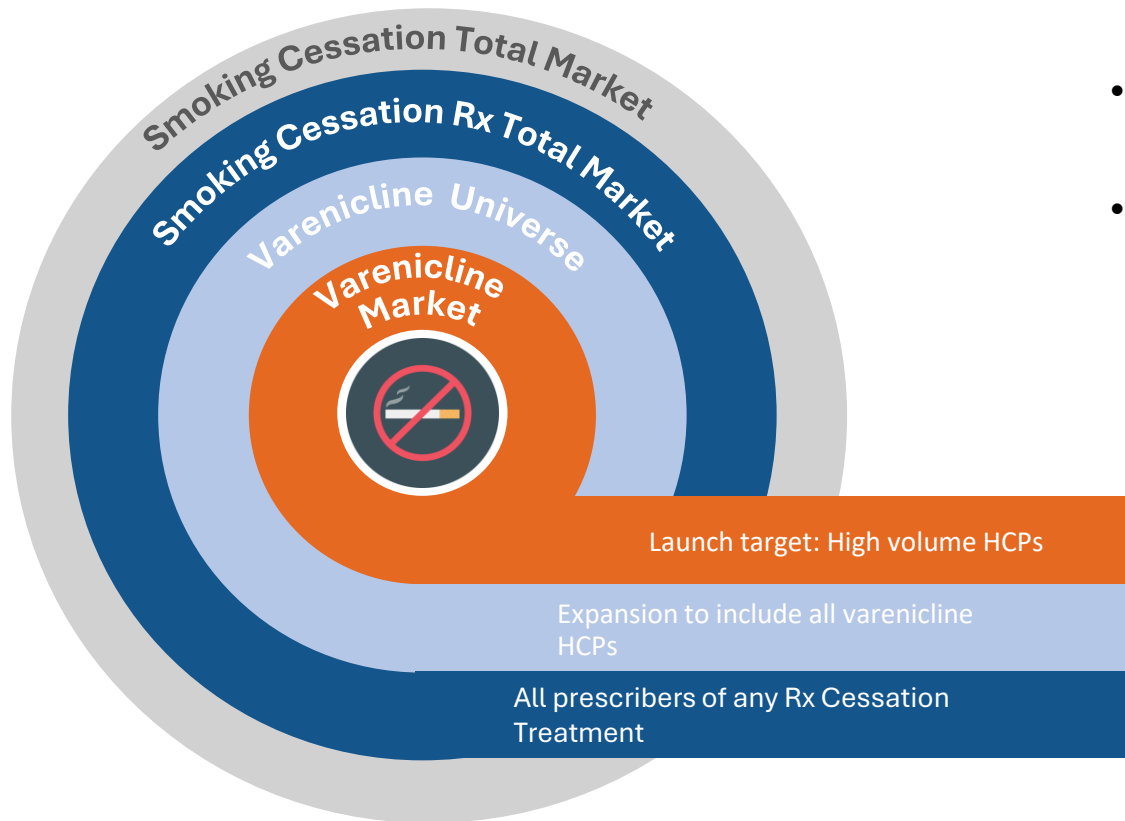 Smoking Cessation Total Market
Smoking Cessation Rx Total Market
Varenicline Universe
Varenicline
Market
Launch target: High volume HCPs
Expansion to include all varenicline
HCPs
All prescribers of any Rx Cessation
Treatment